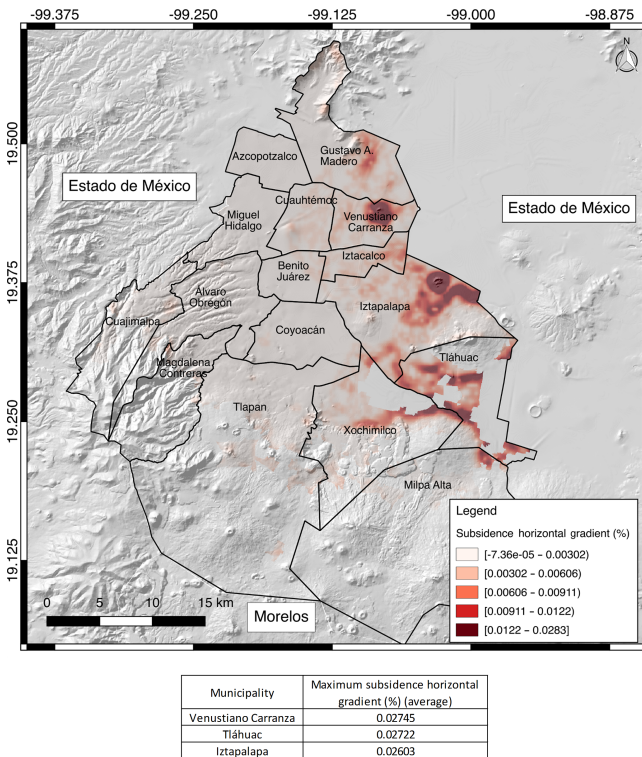 -99.375 -99.250 -99.125 -99.000 -98.875
N
19.500
19.375
19.250
19.125
Gustavo A.
Madero
Azcopotzalco
Estado de México
Cuauhtémoc
Estado de México
Miguel
Hidalgo
Venustiano
Carranza
Iztacalco
Benito
Juárez
Álvaro
Obregón
Iztapalapa
Cuajimalpa
Coyoacán
Tláhuac
Magdalena
Contreras
Tlalpan
Xochimilco
Milpa Alta
Legend
Subsidence horizontal gradient (%)
[-7.36e-05 - 0.00302)
[0.00302 - 0.00606)
[0.00606 - 0.00911)
[0.00911 - 0.0122)
[0.0122 - 0.0283]
0 5 10 15 km
Morelos
Municipality
Maximum subsidence horizontal
gradient (%) (average)
Venustiano Carranza 0.02745
Tláhuac 0.02722
Iztapalapa 0.02603